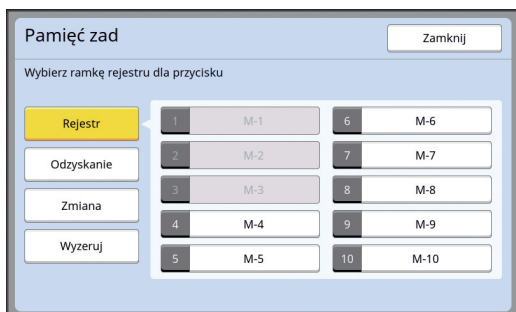 Pamięć zad
Zamknij
Wybierz ramkę rejestru dla przycisku
Rejestr
Odzyskanie
Zmiana
Wyzeruj
1 M-1
2 M-2
3 M-3
4 M-4
5 M-5
6 M-6
7 M-7
8 M-8
9 M-9
10 M-10